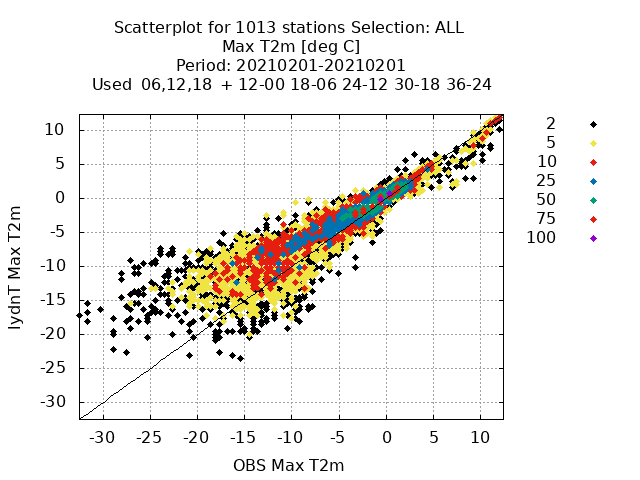 Scatterplot for 1013 stations Selection: ALL
Max T2m [deg C]
Period: 20210201-20210201
Used  06,12,18  + 12-00 18-06 24-12 30-18 36-24
2
5
10
25
50
75
100
10
5
0
-5
-10
-15
-20
-25
-30
IydnT Max T2m
-30 -25 -20 -15 -10 -5 0 5 10
OBS Max T2m